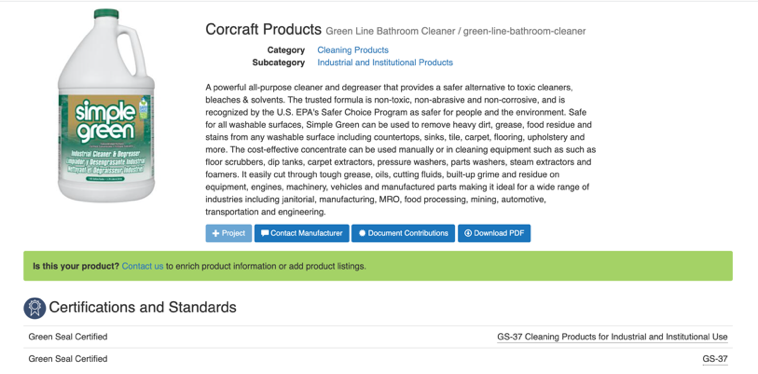 Corcraft Products Green Line Bathroom Cleaner / green-line-bathroom-cleaner
Category Cleaning Products
Subcategory Industrial and Institutional Products
simple
green
Industrial Cleaner & Degreaser
A powerful all-purpose cleaner and degreaser that provides a safer alternative to toxic cleaners,
bleaches & solvents. The trusted formula is non-toxic, non-abrasive and non-corrosive, and is
recognized by the U.S. EPA's Safer Choice Program as safer for people and the environment. Safe
for all washable surfaces, Simple Green can be used to remove heavy dirt, grease, food residue and
stains from any washable surface including countertops, sinks, tile, carpet, flooring, upholstery and
more. The cost-effective concentrate can be used manually or in cleaning equipment such as such as
floor scrubbers, dip tanks, carpet extractors, pressure washers, parts washers, steam extractors and
foamers. It easily cut through tough grease, oils, cutting fluids, built-up grime and residue on
equipment, engines, machinery, vehicles and manufactured parts making it ideal for a wide range of
industries including janitorial, manufacturing, MRO, food processing, mining, automotive,
transportation and engineering.
Project Contact Manufacturer Document Contributions Download PDF
Is this your product? Contact us to enrich product information or add product listings.
Certifications and Standards
Green Seal Certified GS-37 Cleaning Products for Industrial and Institutional Use
Green Seal Certified GS-37